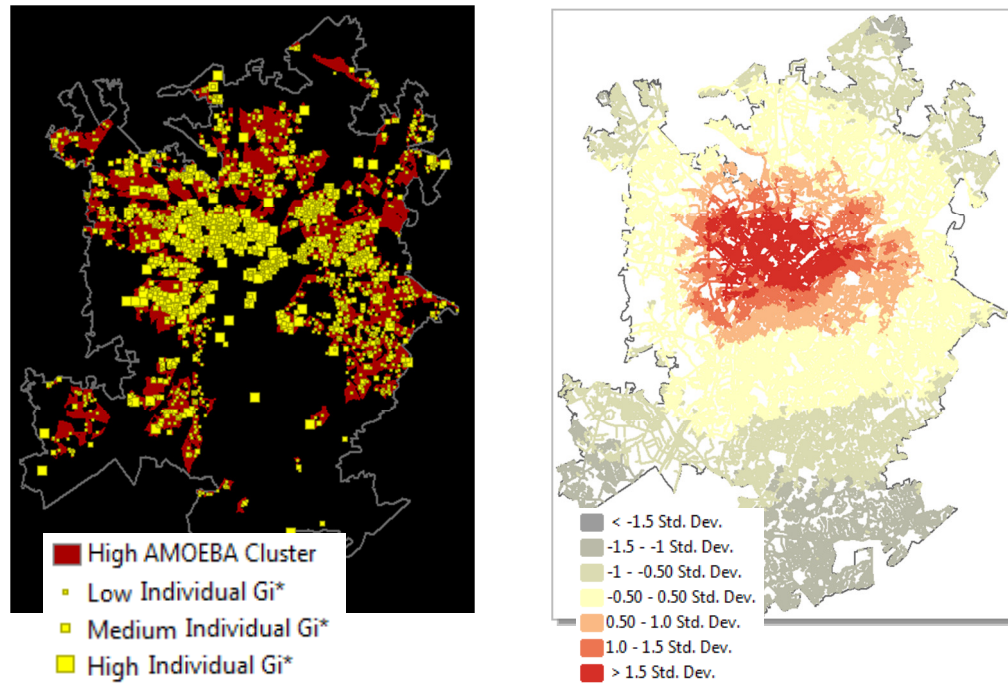 High AMOEBA Cluster
Low Individual Gi*
Medium Individual Gi*
High Individual Gi*
< -1.5 Std. Dev.
-1.5 - -1 Std. Dev.
-1 - -0.50 Std. Dev.
-0.50 - 0.50 Std. Dev.
0.50 - 1.0 Std. Dev.
1.0 - 1.5 Std. Dev.
> 1.5 Std. Dev.